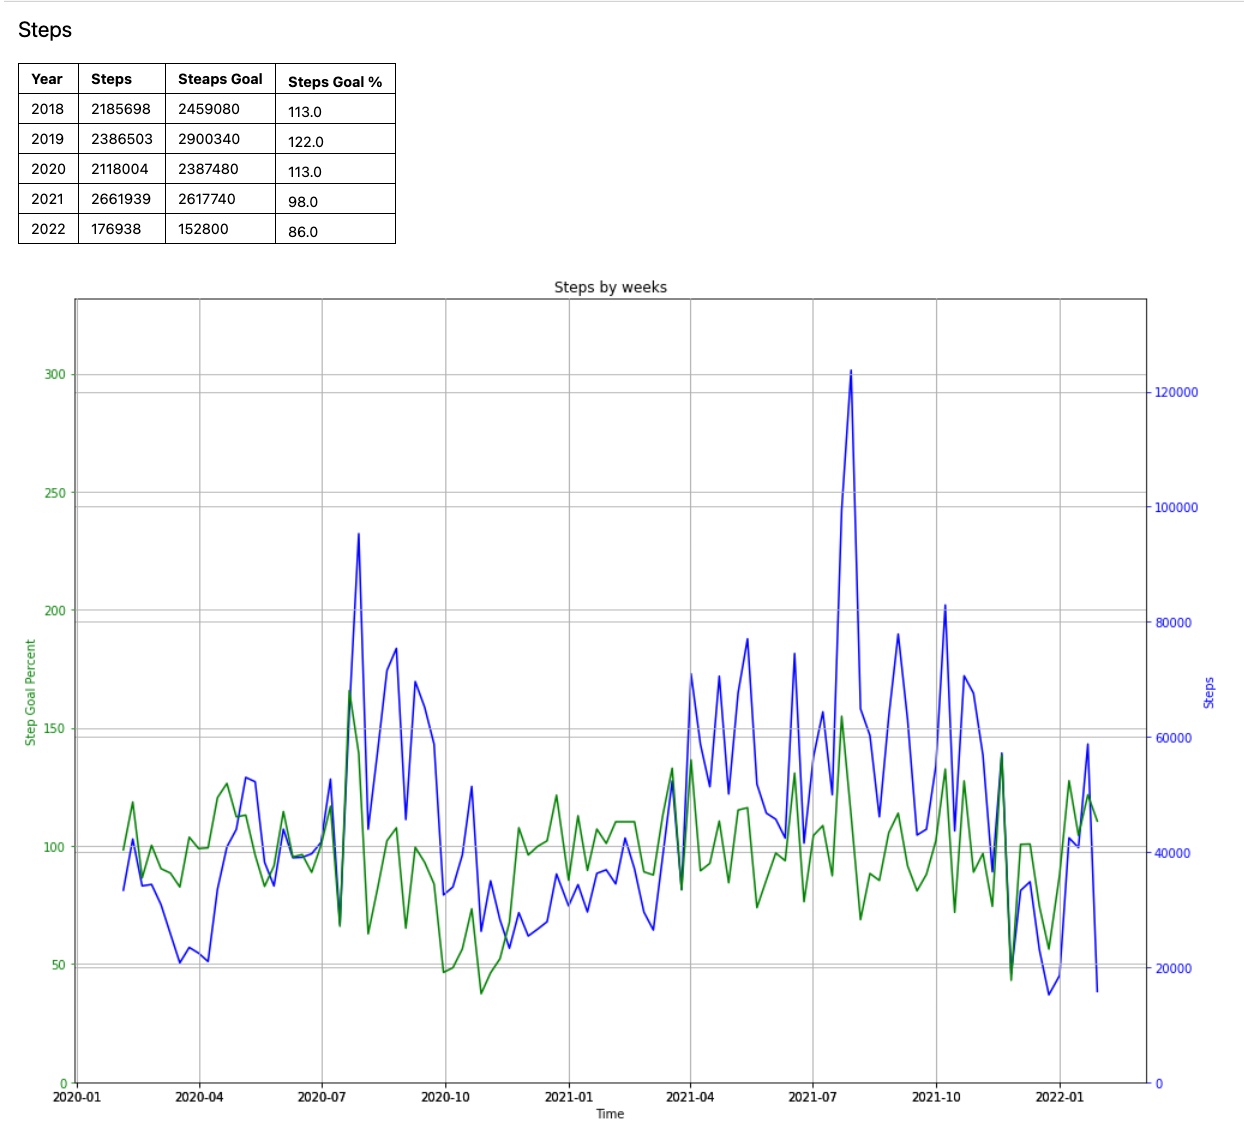 Steps
Year Steps Steaps Goal Steps Goal %
2018 2185698 2459080 113.0
2019 2386503 2900340 122.0
2020 2118004 2387480 113.0
2021 2661939 2617740 98.0
2022 176938 152800 86.0
Steps by weeks
300
250
200
150
100
50
0
Step Goal Percent
120000
100000
80000
60000
40000
20000
0
Steps
2020-01 2020-04 2020-07 2020-10 2021-01 2021-04 2021-07 2021-10 2022-01
Time